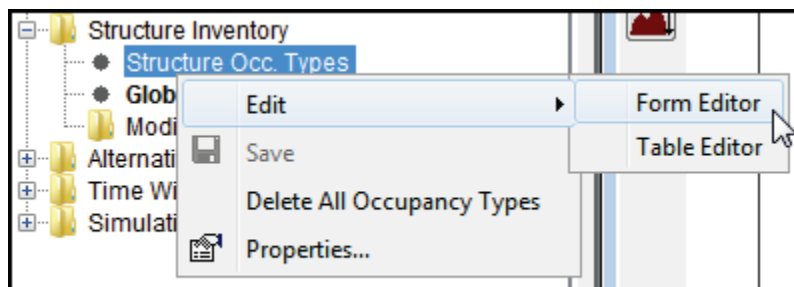 Structure Inventory
Structure Occ. Types
Glob
Modi
Alternati
Time Wi
Simulati
Edit
Save
Delete All Occupancy Types
Properties...
Form Editor
Table Editor